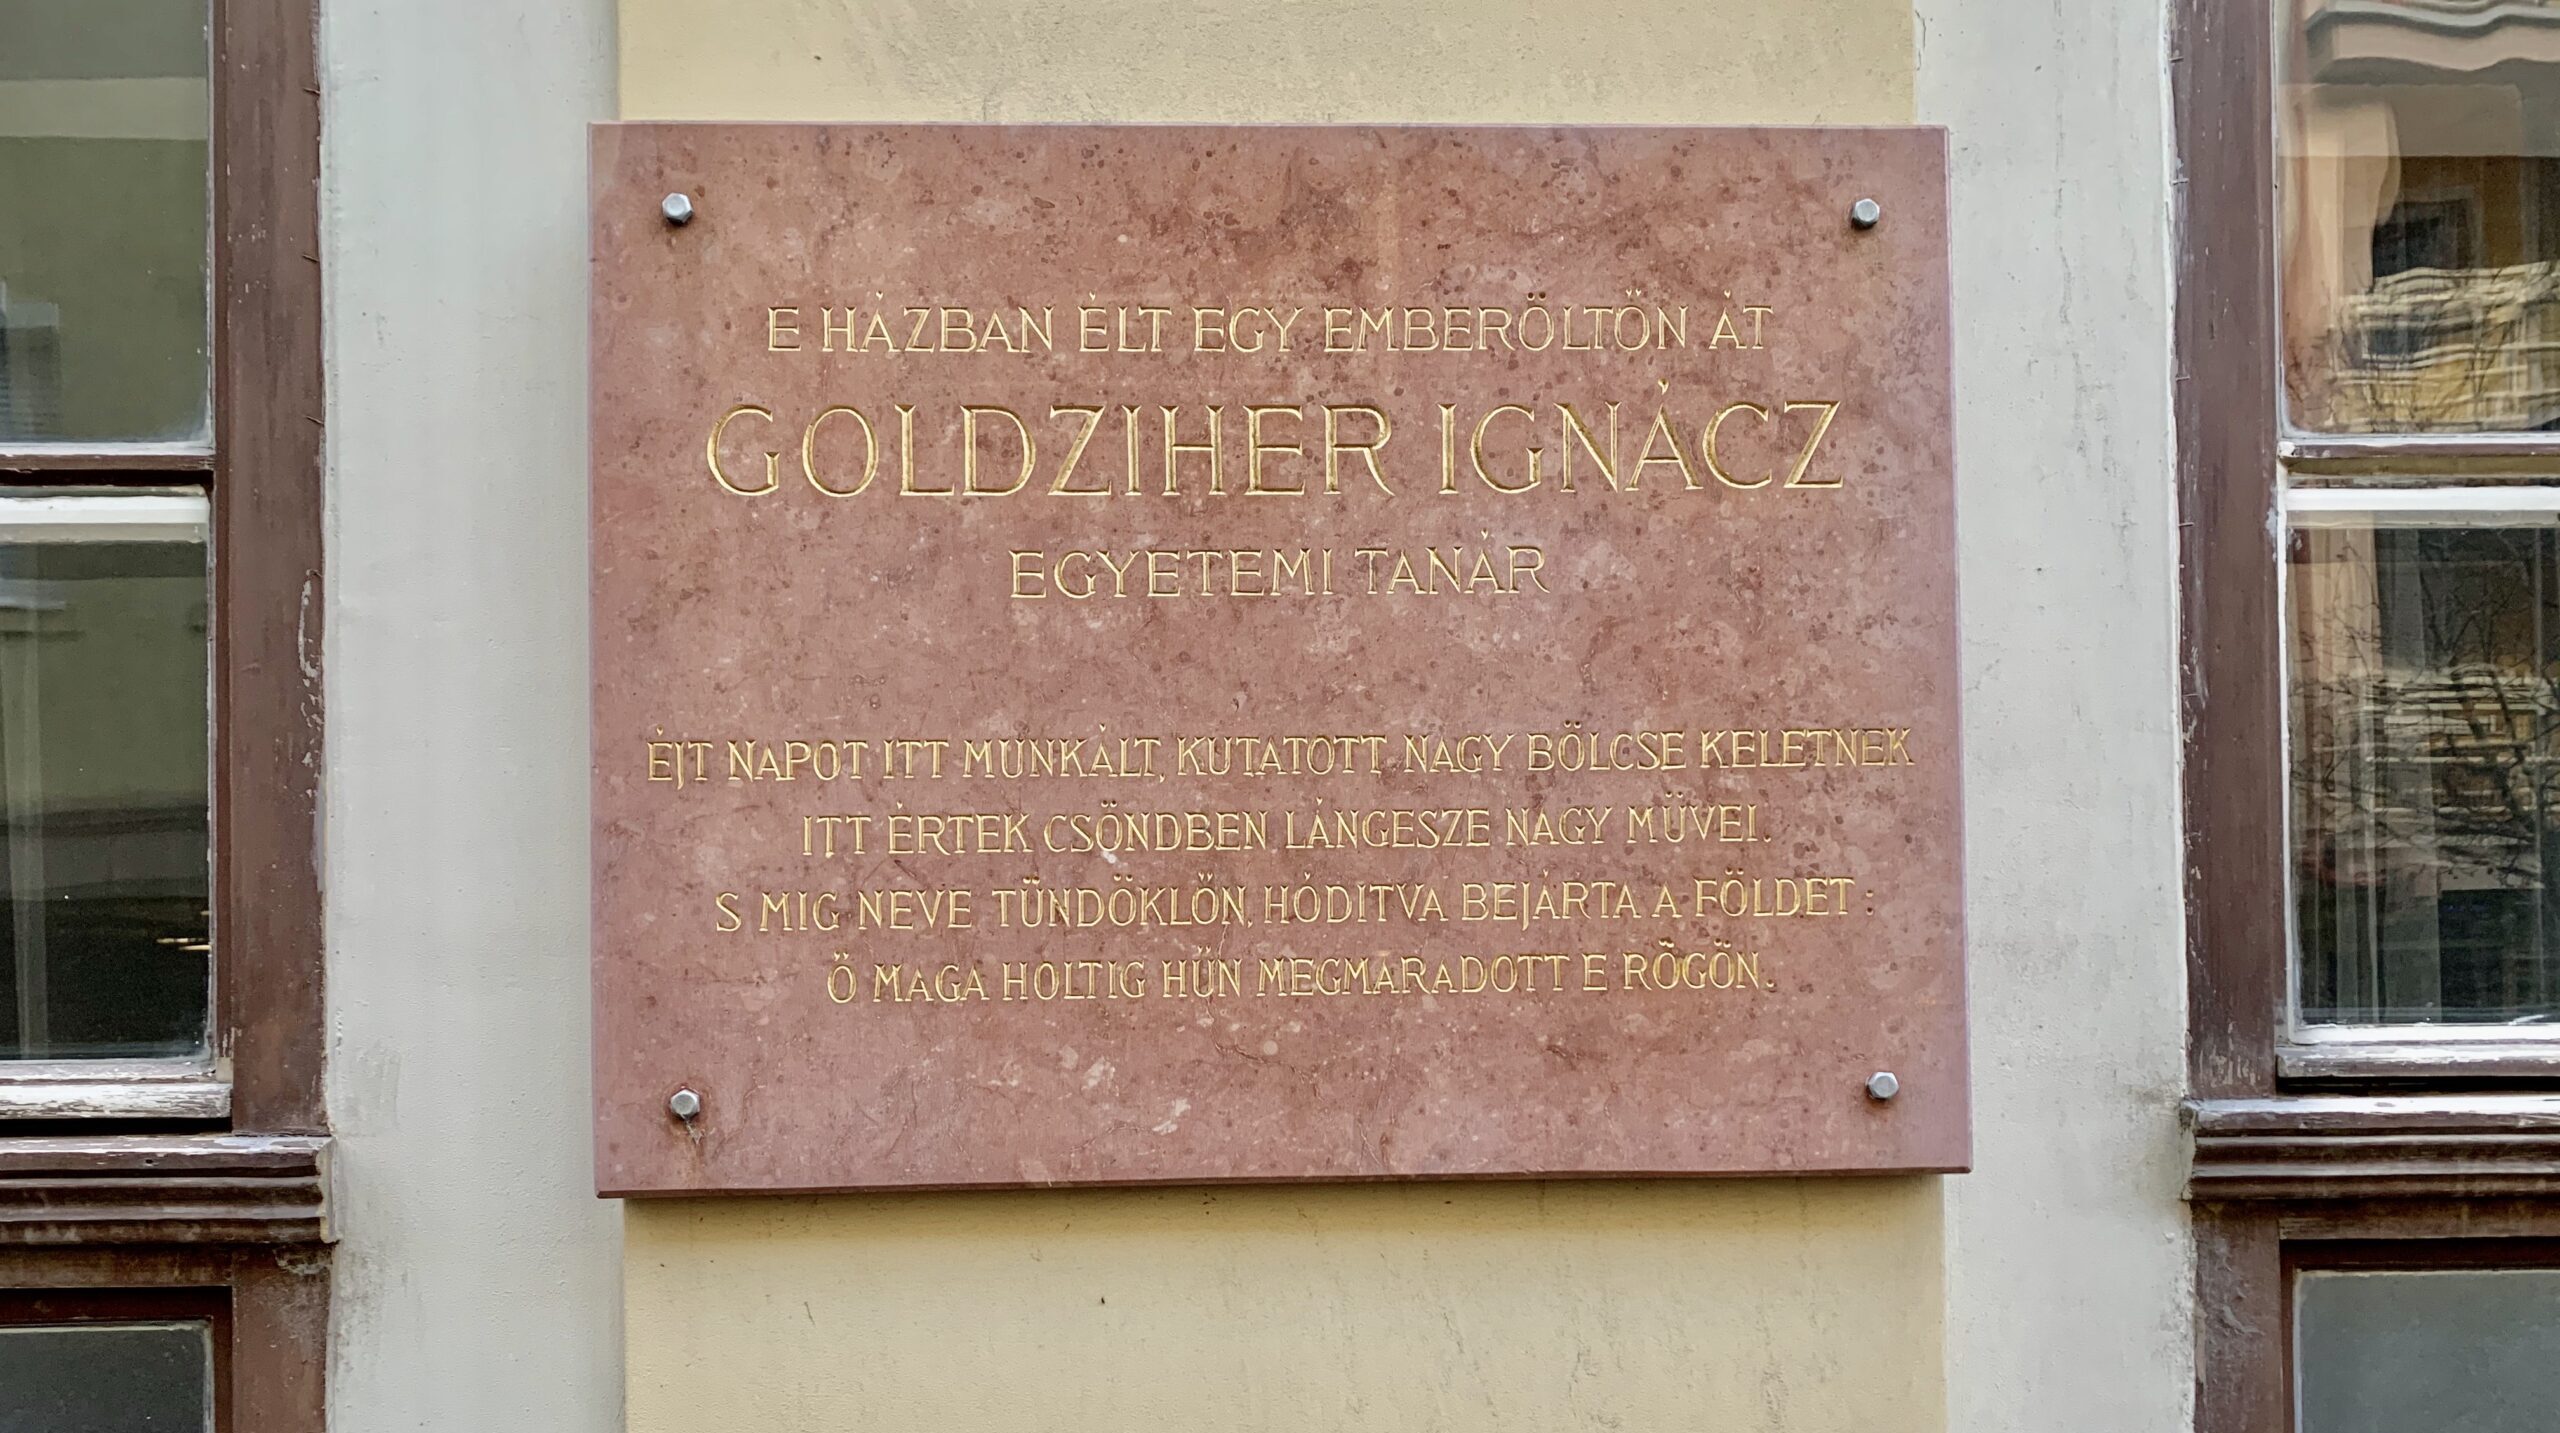 E HÁZBAN ÉLT EGY EMBERÖLTŐN ÁT
GOLDZIHER IGNÁCZ
EGYETEMI TANÁR
ÉJT NAPOT ITT MUNKÁLT, KUTATOTT NAGY BÖLCSE KELETNEK
ITT ÉRTEK CSÖNDBEN LÁNGESZE NAGY MÜVEI.
S MIG NEVE TÜNDÖKLŐN, HÓDITVA BEJÁRTA A FÖLDET:
Ö MAGA HOLTIG HŰN MEGMARADOTT E RÖGÖN.